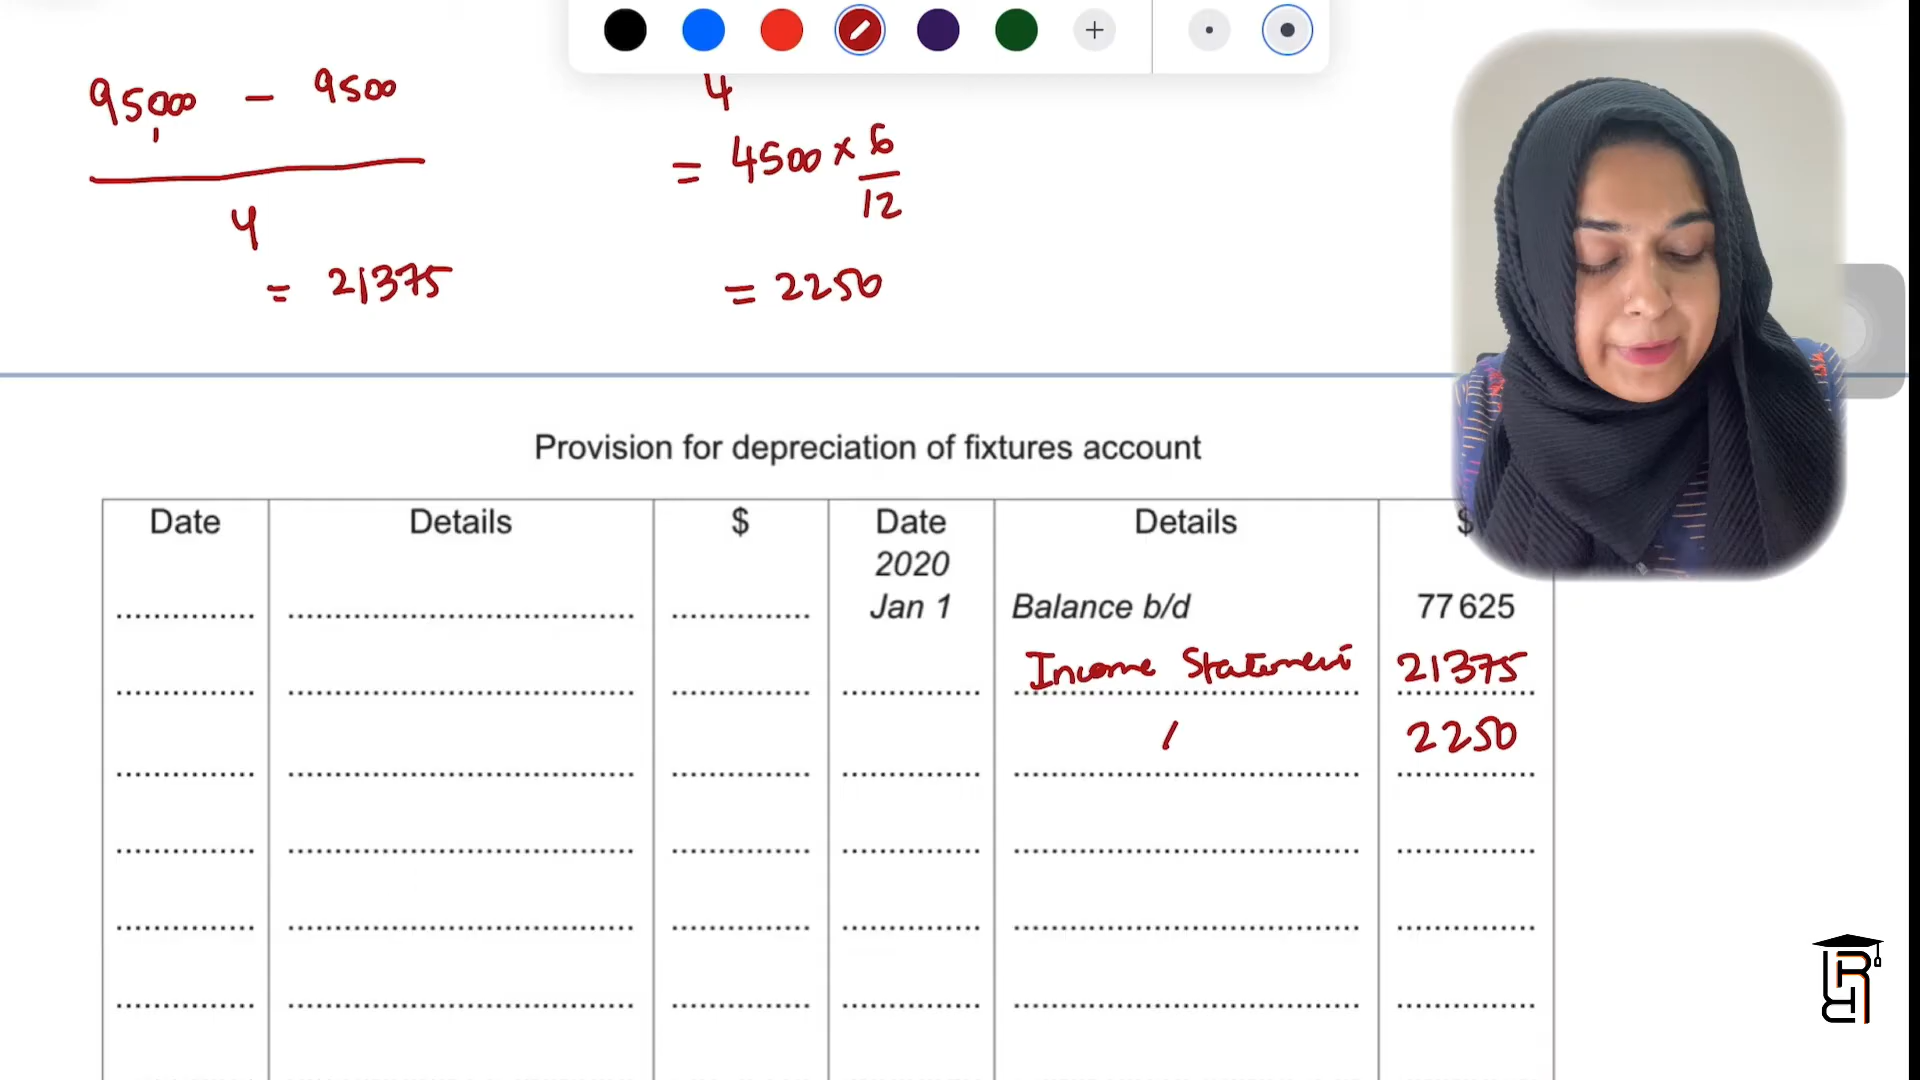 95000 - 9500
4
= 21375
4
= 4500 × 6
12
= 2250
Provision for depreciation of fixtures account
Date Details $ Date Details $
2020
Jan 1 Balance b/d 77 625
Income Statement 21375
2250